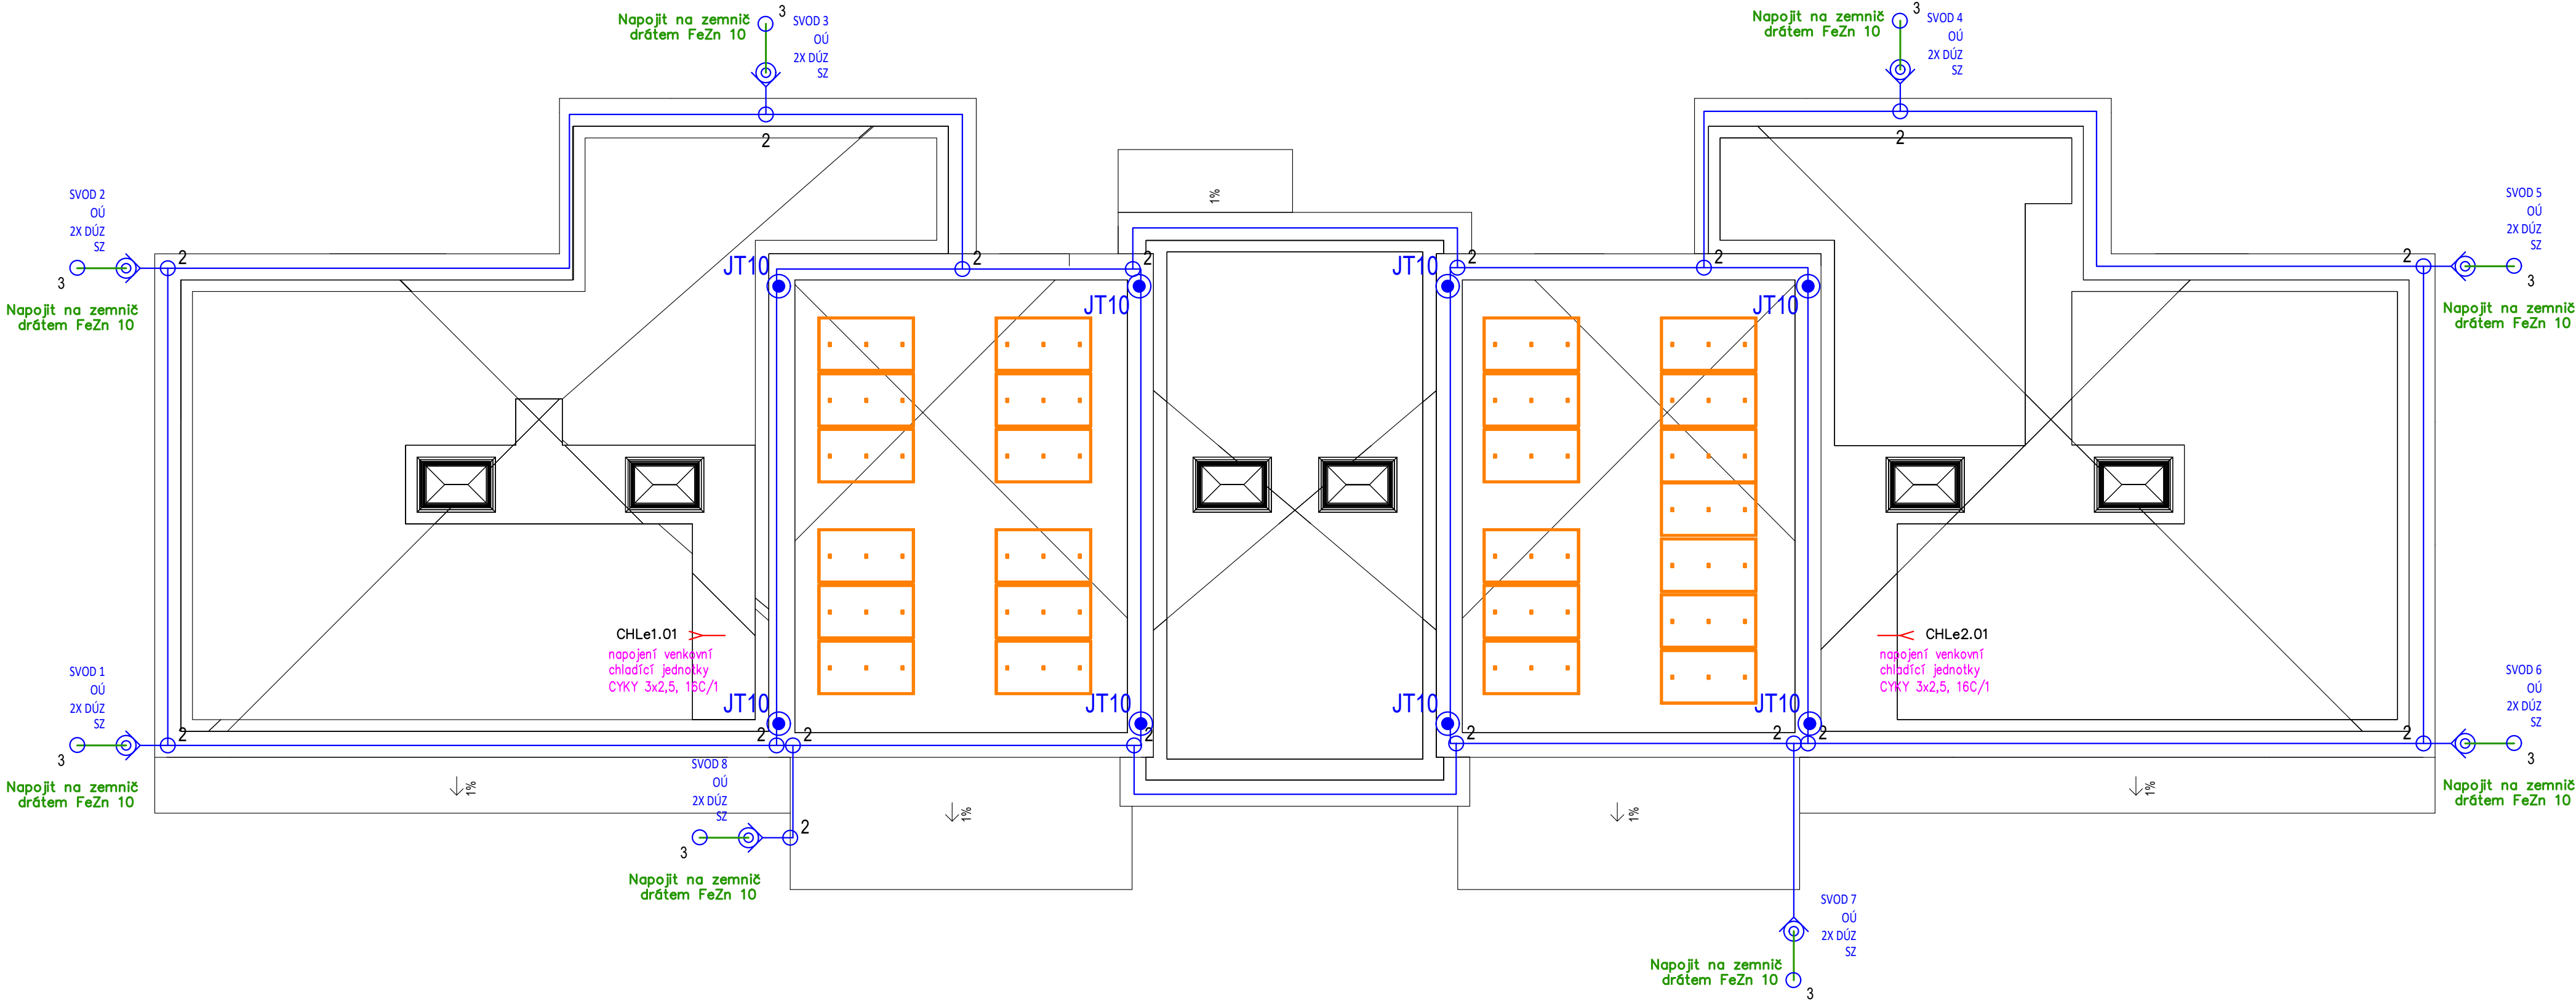 Napojit na zemnič
drátem FeZn 10
3
SVOD 3
OÚ
2X DÚZ
SZ
2
Napojit na zemnič
drátem FeZn 10
3
SVOD 4
OÚ
2X DÚZ
SZ
2
SVOD 2
OÚ
2X DÚZ
SZ
2
3
Napojit na zemnič
drátem FeZn 10
1%
SVOD 5
OÚ
2X DÚZ
SZ
2
3
Napojit na zemnič
drátem FeZn 10
JT10
2
2
JT10
JT10
2
2
JT10
CHLe1.01
napojení venkovní
chladící jednotky
CYKY 3x2,5, 16C/1
CHLe2.01
napojení venkovní
chladící jednotky
CYKY 3x2,5, 16C/1
SVOD 1
OÚ
2X DÚZ
SZ
2
3
Napojit na zemnič
drátem FeZn 10
JT10
2
2
JT10
2
JT10
2
JT10
2
2
SVOD 6
OÚ
2X DÚZ
SZ
2
3
Napojit na zemnič
drátem FeZn 10
1%
1%
1%
1%
SVOD 8
OÚ
2X DÚZ
SZ
2
3
Napojit na zemnič
drátem FeZn 10
SVOD 7
OÚ
2X DÚZ
SZ
Napojit na zemnič
drátem FeZn 10
3